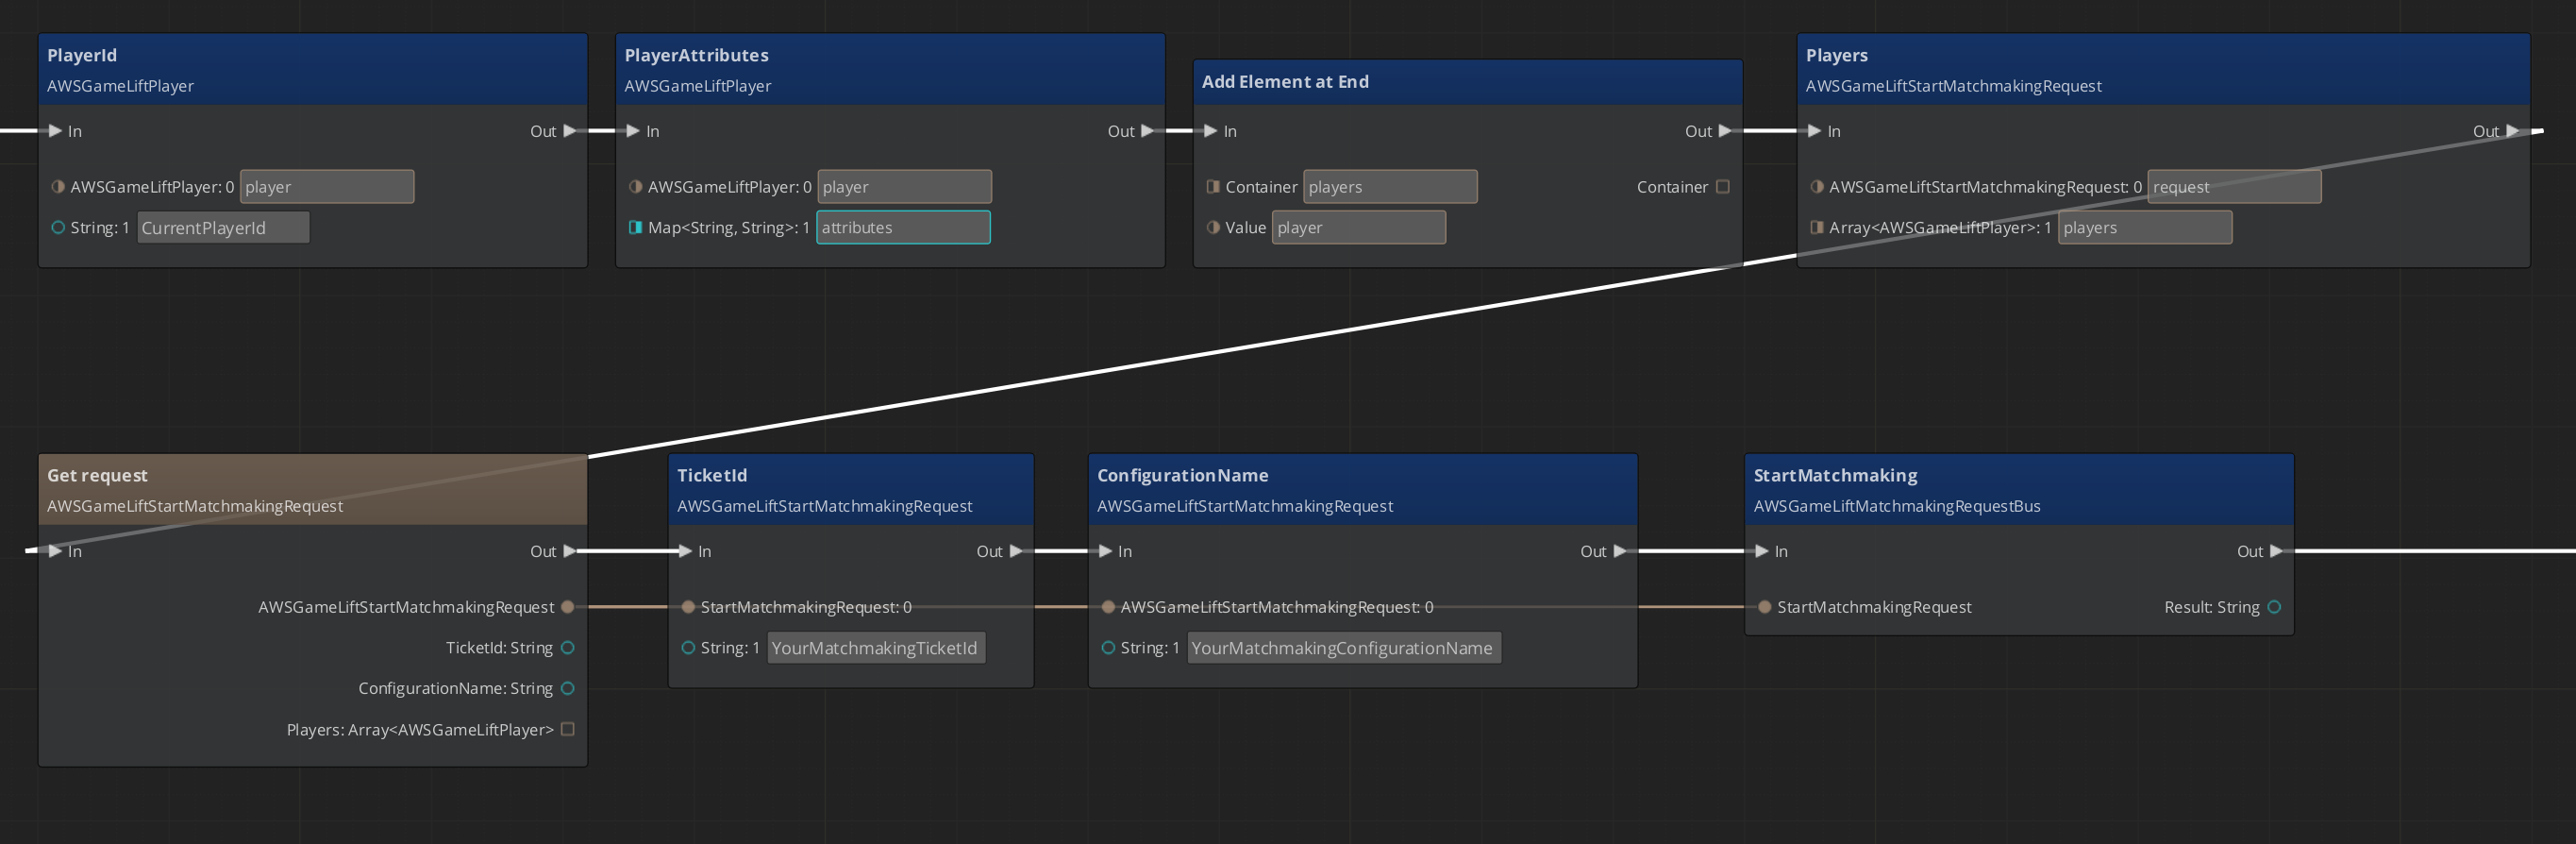 PlayerId
AWSGameLiftPlayer
In Out
AWSGameLiftPlayer: 0 player
String: 1 CurrentPlayerId
PlayerAttributes
AWSGameLiftPlayer
In Out
AWSGameLiftPlayer: 0 player
Map<String, String>: 1 attributes
Add Element at End
In Out
Container players Container
Value player
Players
AWSGameLiftStartMatchmakingRequest
In Out
AWSGameLiftStartMatchmakingRequest: 0 request
Array<AWSGameLiftPlayer>: 1 players
Get request
AWSGameLiftStartMatchmakingRequest
In Out
AWSGameLiftStartMatchmakingRequest
TicketId: String
ConfigurationName: String
Players: Array<AWSGameLiftPlayer>
TicketId
AWSGameLiftStartMatchmakingRequest
In Out
StartMatchmakingRequest: 0
String: 1 YourMatchmakingTicketId
ConfigurationName
AWSGameLiftStartMatchmakingRequest
In Out
AWSGameLiftStartMatchmakingRequest: 0
String: 1 YourMatchmakingConfigurationName
StartMatchmaking
AWSGameLiftMatchmakingRequestBus
In Out
StartMatchmakingRequest Result: String